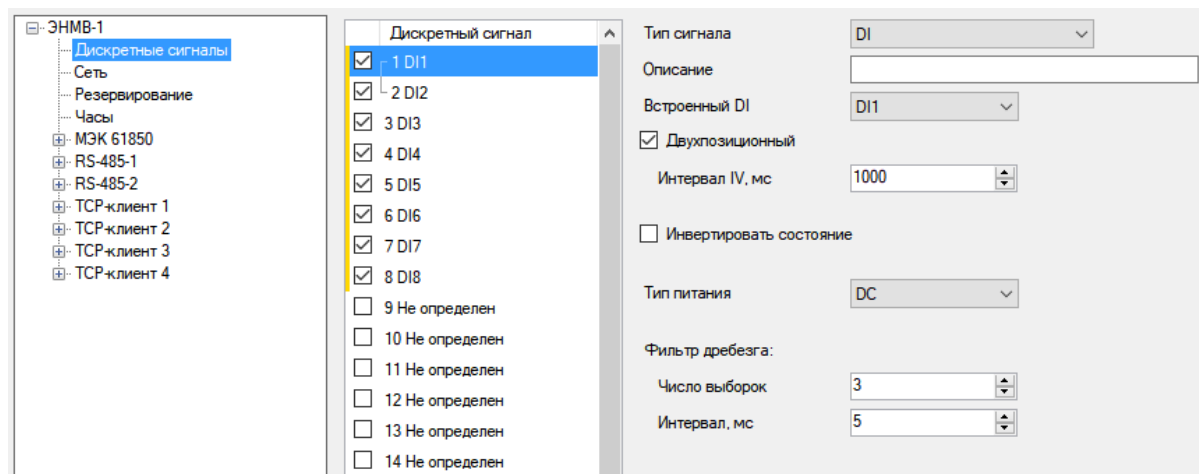 ЭНМВ-1
Дискретные сигналы
Сеть
Резервирование
Часы
МЭК 61850
RS-485-1
RS-485-2
TCP-клиент 1
TCP-клиент 2
TCP-клиент 3
TCP-клиент 4
Дискретный сигнал
1 DI1
2 DI2
3 DI3
4 DI4
5 DI5
6 DI6
7 DI7
8 DI8
9 Не определен
10 Не определен
11 Не определен
12 Не определен
13 Не определен
14 Не определен
Тип сигнала DI
Описание
Встроенный DI DI1
Двухпозиционный
Интервал IV, мс 1000
Инвертировать состояние
Тип питания DC
Фильтр дребезга:
Число выборок 3
Интервал, мс 5